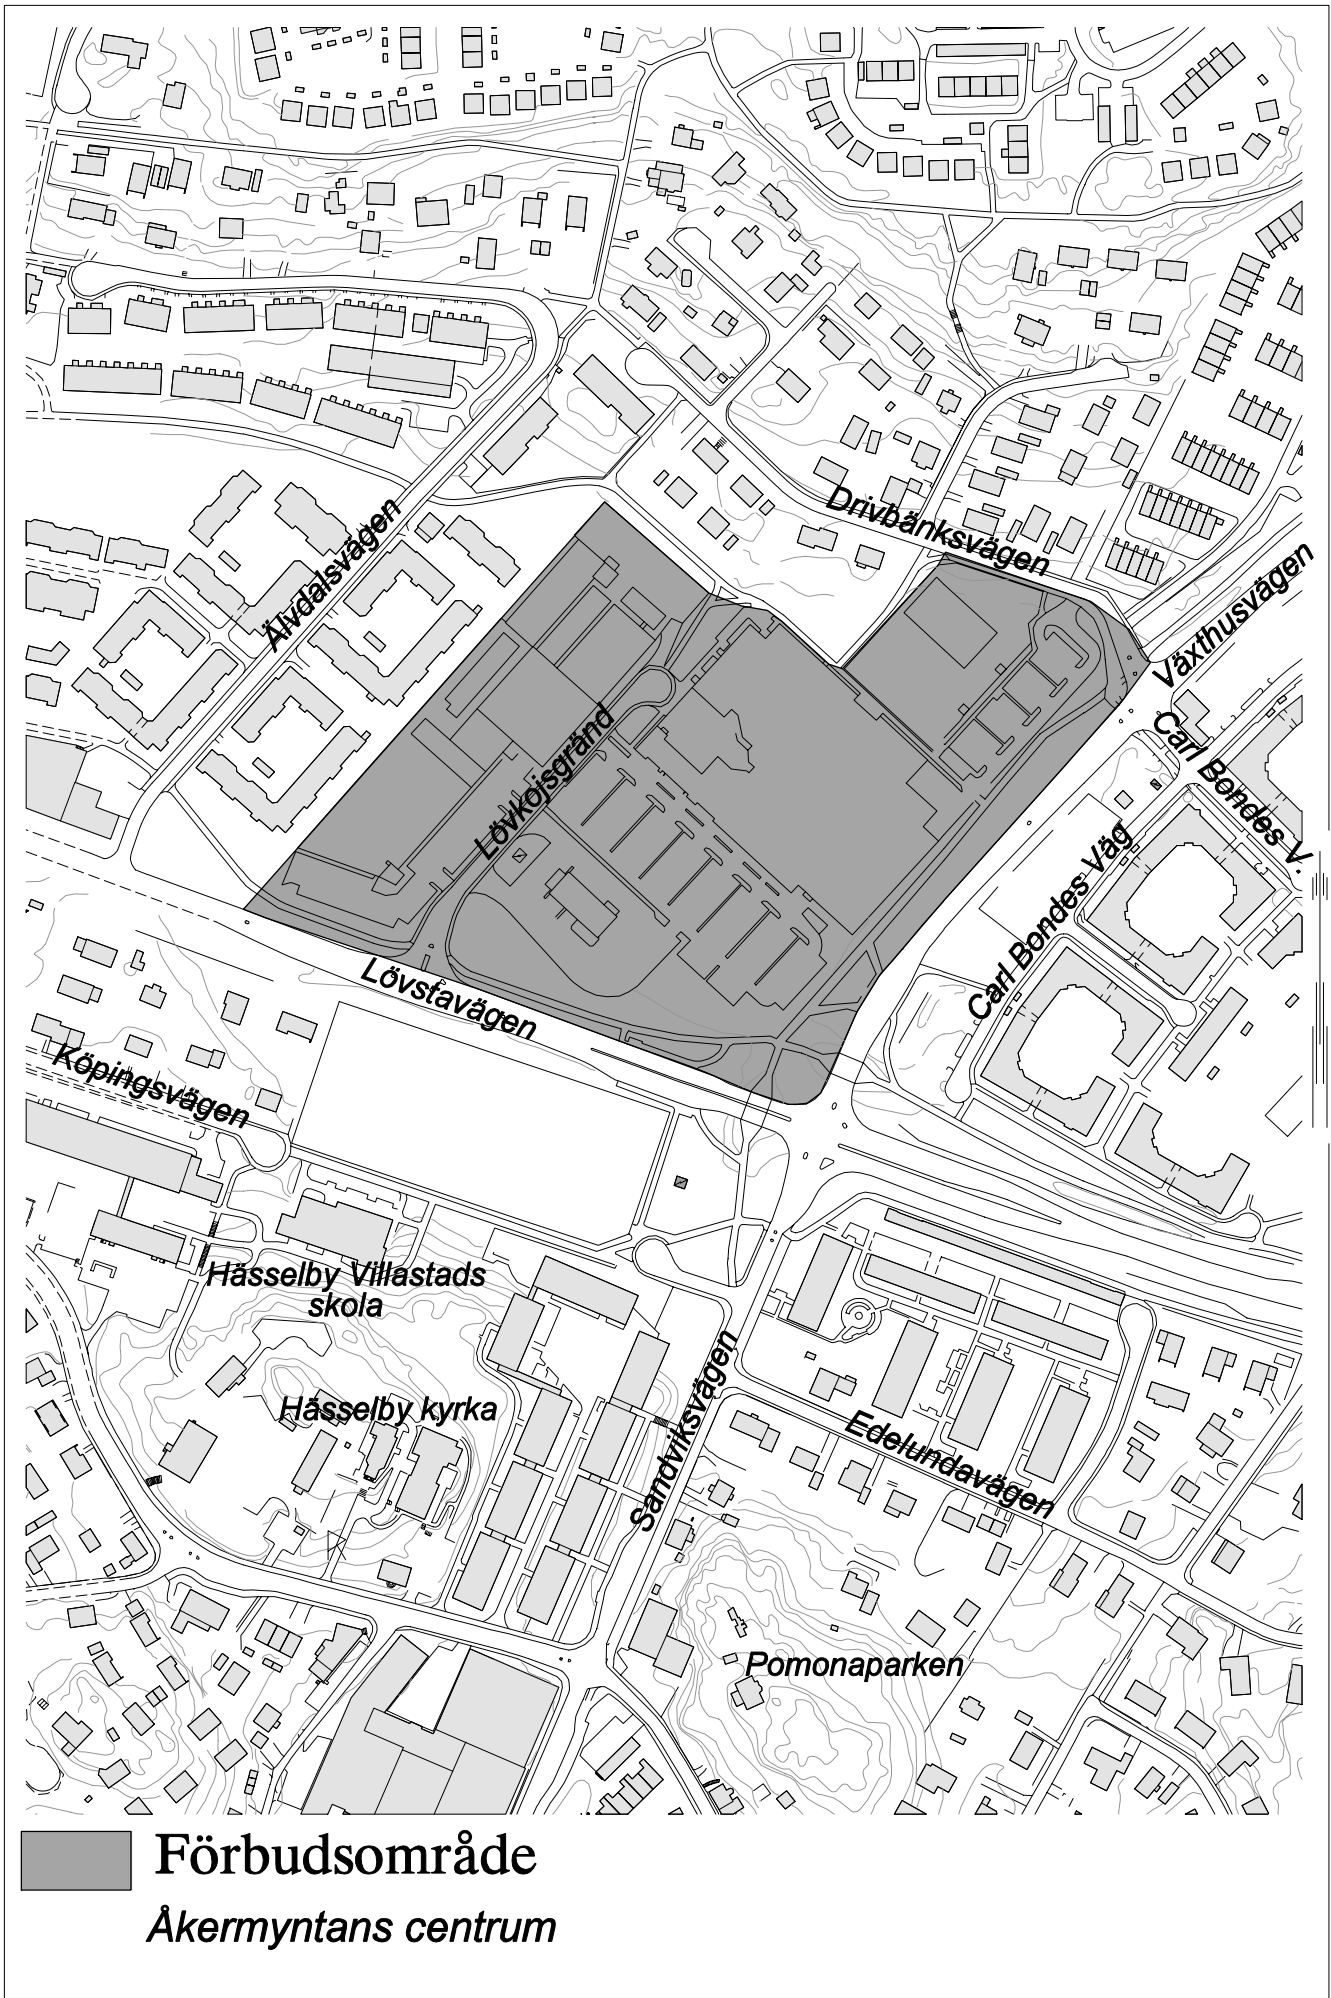 Drivbänksvägen
Älvdalsvägen
Växthusvägen
Lövkojsgränd
Carl Bondes V.
Carl Bondes Väg
Lövstavägen
Köpingsvägen
Hässelby Villastads
skola
Hässelby kyrka
Sandviksvägen
Edelundavägen
Pomonaparken
Förbudsområde
Åkermyntans centrum